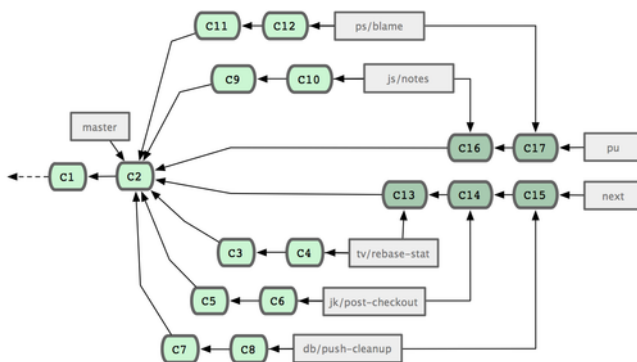 C11 C12 ps/blame
C9 C10 js/notes
master
C16 C17 pu
C1 C2
C13 C14 C15 next
C3 C4 tv/rebase-stat
C5 C6 jk/post-checkout
C7 C8 db/push-cleanup